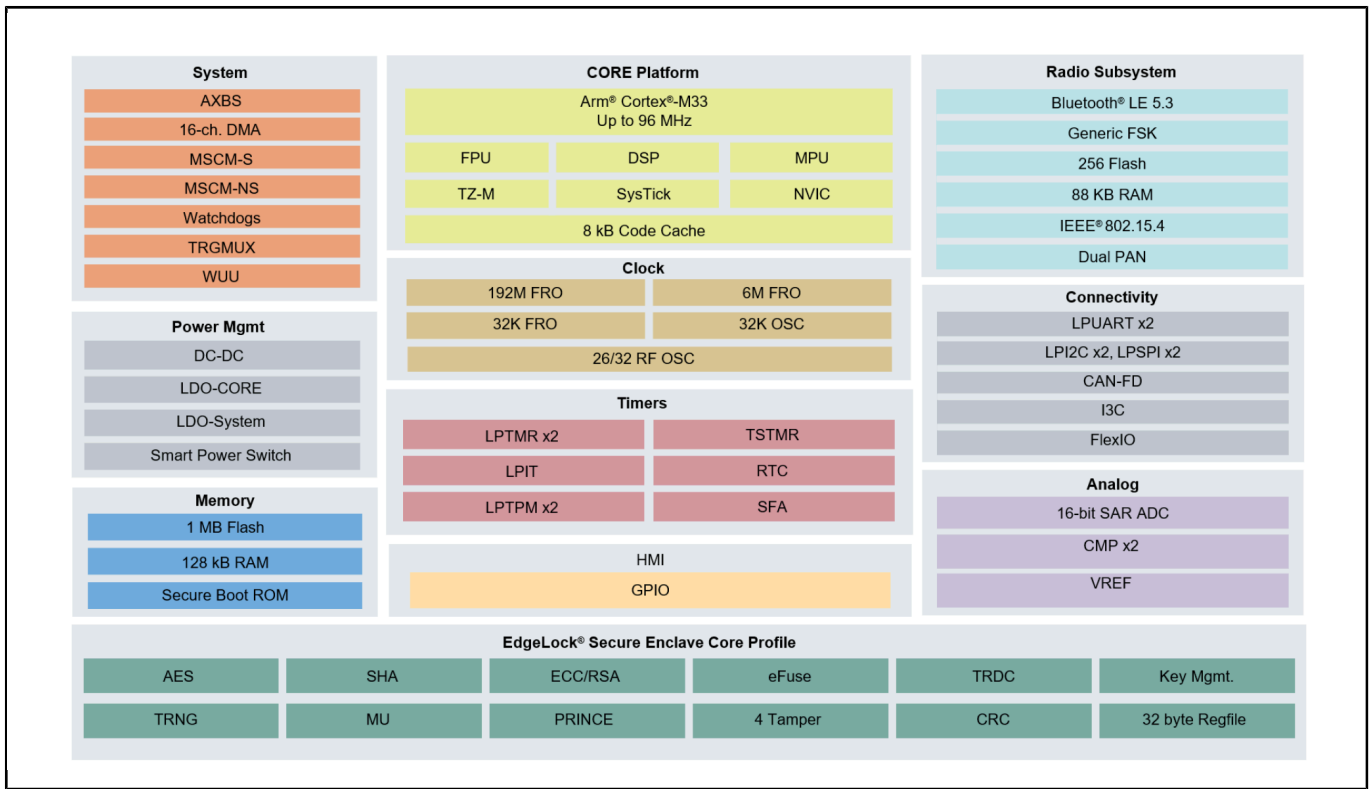 System
AXBS
16-ch. DMA
MSCM-S
MSCM-NS
Watchdogs
TRGMUX
WUU
Power Mgmt
DC-DC
LDO-CORE
LDO-System
Smart Power Switch
Memory
1 MB Flash
128 kB RAM
Secure Boot ROM
CORE Platform
Arm® Cortex®-M33
Up to 96 MHz
FPU DSP MPU
TZ-M SysTick NVIC
8 kB Code Cache
Clock
192M FRO 6M FRO
32K FRO 32K OSC
26/32 RF OSC
Timers
LPTMR x2 TSTMR
LPIT RTC
LPTPM x2 SFA
HMI
GPIO
Radio Subsystem
Bluetooth® LE 5.3
Generic FSK
256 Flash
88 KB RAM
IEEE® 802.15.4
Dual PAN
Connectivity
LPUART x2
LPI2C x2, LPSPI x2
CAN-FD
I3C
FlexIO
Analog
16-bit SAR ADC
CMP x2
VREF
EdgeLock® Secure Enclave Core Profile
AES SHA ECC/RSA eFuse TRDC Key Mgmt.
TRNG MU PRINCE 4 Tamper CRC 32 byte Regfile